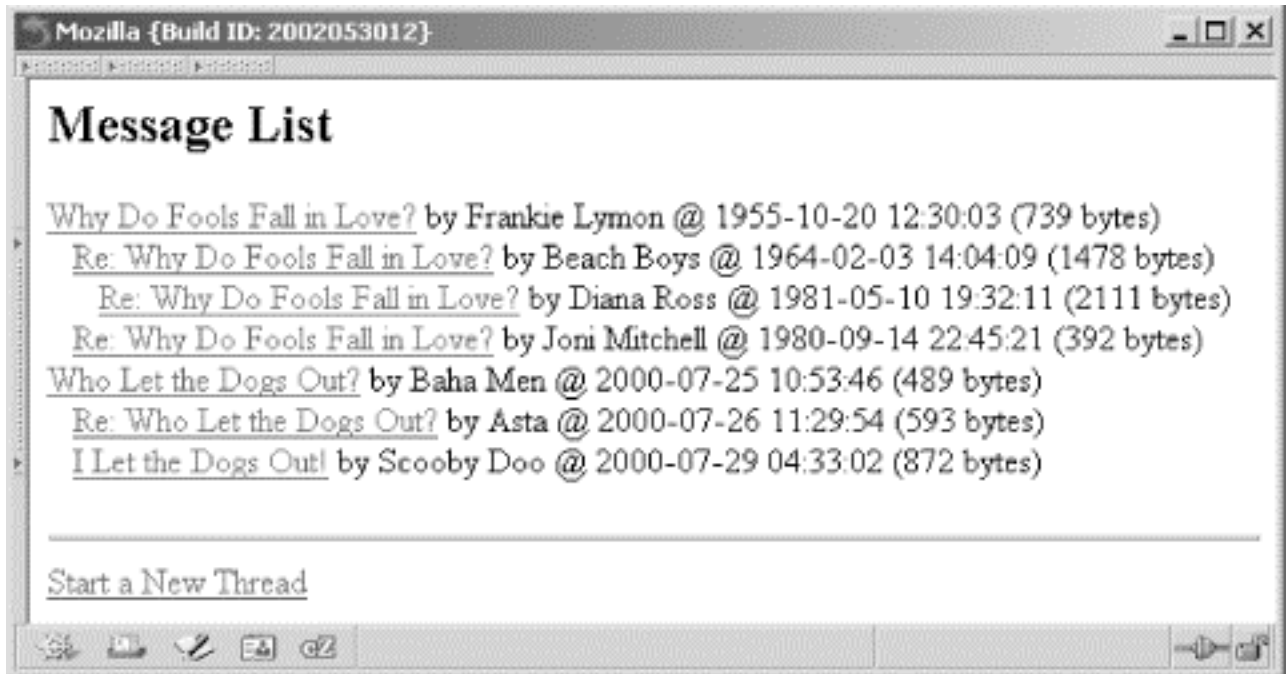 Mozilla {Build ID: 2002053012}
Message List
Why Do Fools Fall in Love? by Frankie Lymon @ 1955-10-20 12:30:03 (739 bytes)
Re: Why Do Fools Fall in Love? by Beach Boys @ 1964-02-03 14:04:09 (1478 bytes)
Re: Why Do Fools Fall in Love? by Diana Ross @ 1981-05-10 19:32:11 (2111 bytes)
Re: Why Do Fools Fall in Love? by Joni Mitchell @ 1980-09-14 22:45:21 (392 bytes)
Who Let the Dogs Out? by Baha Men @ 2000-07-25 10:53:46 (489 bytes)
Re: Who Let the Dogs Out? by Asta @ 2000-07-26 11:29:54 (593 bytes)
I Let the Dogs Out! by Scooby Doo @ 2000-07-29 04:33:02 (872 bytes)
Start a New Thread